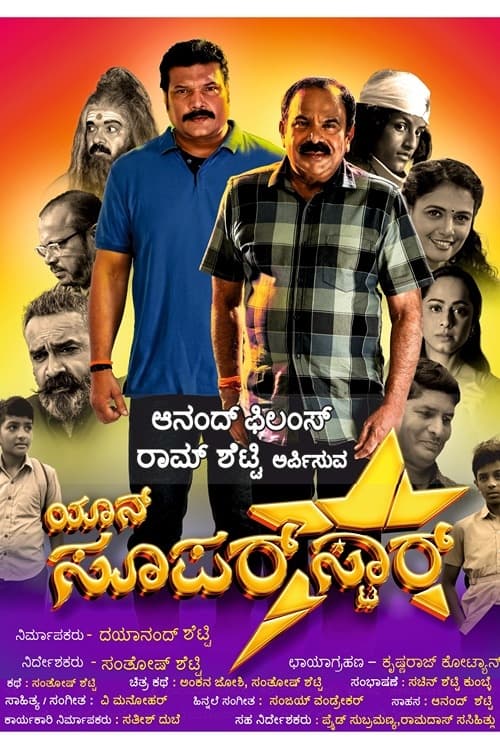 ಆನಂದ್ ಫಿಲಂಸ್
ರಾಮ್ ಶೆಟ್ಟಿ ಅರ್ಪಿಸುವ
ಯಾನ್
ಸೂಪರ್ ಸ್ಟಾರ್
ನಿರ್ಮಾಪಕರು - ದಯಾನಂದ್ ಶೆಟ್ಟಿ
ನಿರ್ದೇಶಕರು - ಸಂತೋಷ್ ಶೆಟ್ಟಿ ಛಾಯಾಗ್ರಹಣ – ಕೃಷ್ಣರಾಜ್ ಕೋಟ್ಯಾನ್
ಕಥೆ : ಸಂತೋಷ್ ಶೆಟ್ಟಿ ಚಿತ್ರ ಕಥೆ : ಅಂಕನ ಜೋಶಿ, ಸಂತೋಷ್ ಶೆಟ್ಟಿ ಸಂಭಾಷಣೆ : ಸಚಿನ್ ಶೆಟ್ಟಿ ಕುಂಬ್ಳೆ
ಸಾಹಿತ್ಯ / ಸಂಗೀತ : ವಿ ಮನೋಹರ್ ಹಿನ್ನಲೆ ಸಂಗೀತ : ಸಂಜಯ್ ವಂಡ್ರೇಕರ್ ಸಾಹಸ : ಆನಂದ್ ಶೆಟ್ಟಿ
ಕಾರ್ಯಕಾರಿ ನಿರ್ಮಾಪಕರು : ಸತೀಶ್ ದುಬೆ ಸಹ ನಿರ್ದೇಶಕರು : ಪ್ರೈಡ್ ಸುಬ್ರಮಣ್ಯ,ರಾಮದಾಸ್ ಸಸಿಹಿತ್ಲು